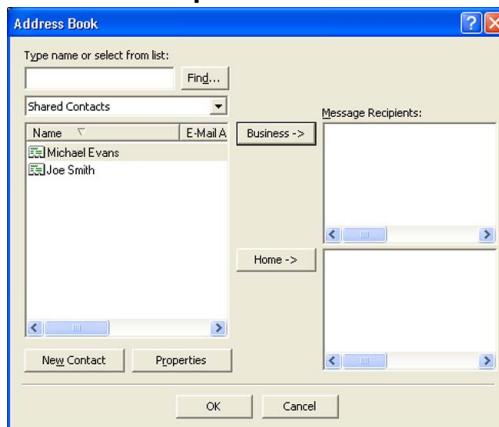 Address Book
Type name or select from list:
Find...
Shared Contacts
Message Recipients:
Name E-Mail A
Business ->
Michael Evans
Joe Smith
Home ->
New Contact Properties
OK Cancel